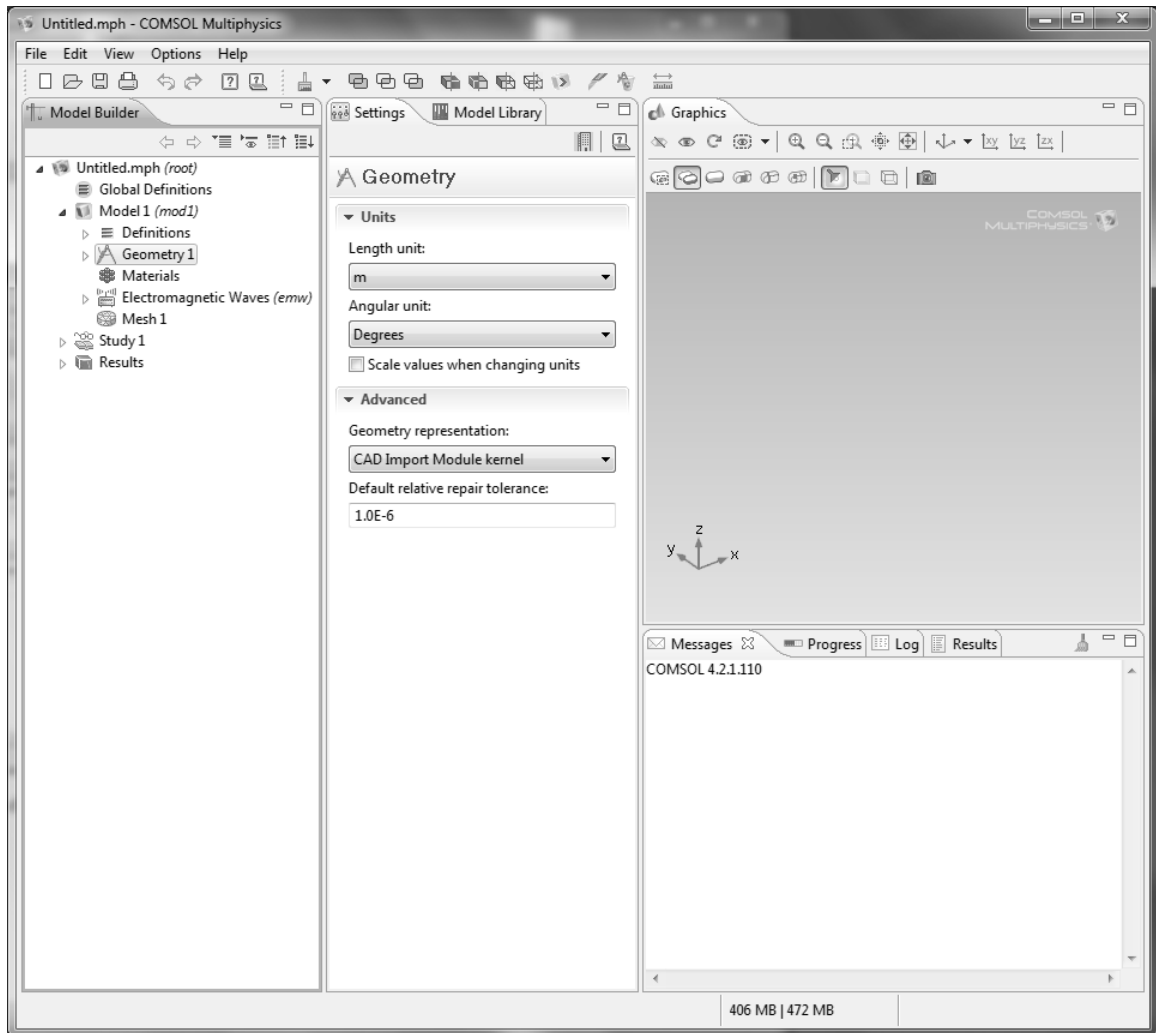 Untitled.mph - COMSOL Multiphysics
File Edit View Options Help
Model Builder
Untitled.mph (root)
Global Definitions
Model 1 (mod1)
Definitions
Geometry 1
Materials
Electromagnetic Waves (emw)
Mesh 1
Study 1
Results
Settings Model Library
Geometry
Units
Length unit:
m
Angular unit:
Degrees
Scale values when changing units
Advanced
Geometry representation:
CAD Import Module kernel
Default relative repair tolerance:
1.0E-6
Graphics
xy yz zx
COMSOL
MULTIPHYSICS
z
y x
Messages Progress Log Results
COMSOL 4.2.1.110
406 MB | 472 MB